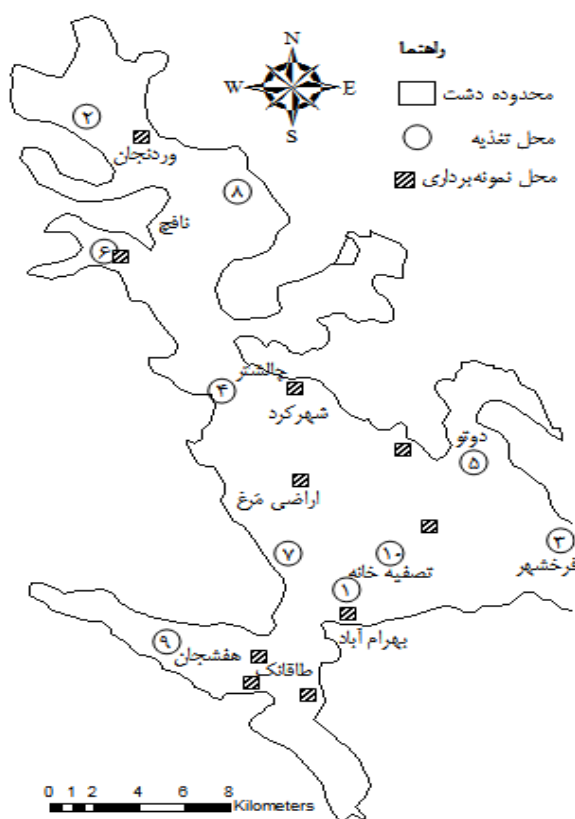 N
W E
S
راهنما
محدوده دشت
محل تغذیه
محل نمونه‌برداری
۲
وردنجان
۸
نافچ
۶
چالشتر
۴
شهرکرد
دوتو
۵
اراضی مَرغ
۳
فرخشهر
۷
۱۰
تصفیه خانه
۱
بهرام آباد
۹
هفشجان
طاقانک
0 1 2 4 6 8
Kilometers